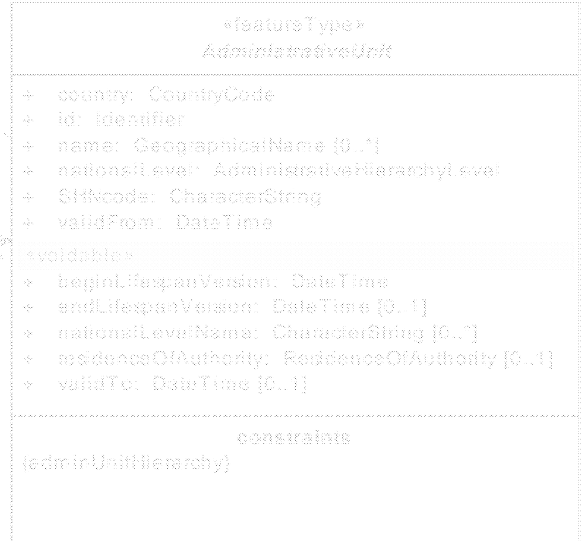 «featureType»
AdministrativeUnit
+ country: CountryCode
+ id: Identifier
+ name: GeographicalName [0..*]
+ nationalLevel: AdministrativeHierarchyLevel
+ SHNcode: CharacterString
+ validFrom: DateTime
«voidable»
+ beginLifespanVersion: DateTime
+ endLifespanVersion: DateTime [0..1]
+ nationalLevelName: CharacterString [0..*]
+ residenceOfAuthority: ResidenceOfAuthority [0..1]
+ validTo: DateTime [0..1]
constraints
{adminUnitHierarchy}